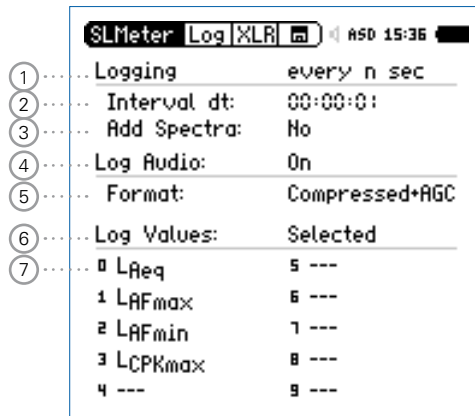 SLMeter Log XLR ASD 15:36
1 Logging every n sec
2 Interval dt: 00:00:01
3 Add Spectra: No
4 Log Audio: On
5 Format: Compressed+AGC
6 Log Values: Selected
7 0 LAeq 5 ---
1 LAFmax 6 ---
2 LAFmin 7 ---
3 LCPKmax 8 ---
4 --- 9 ---